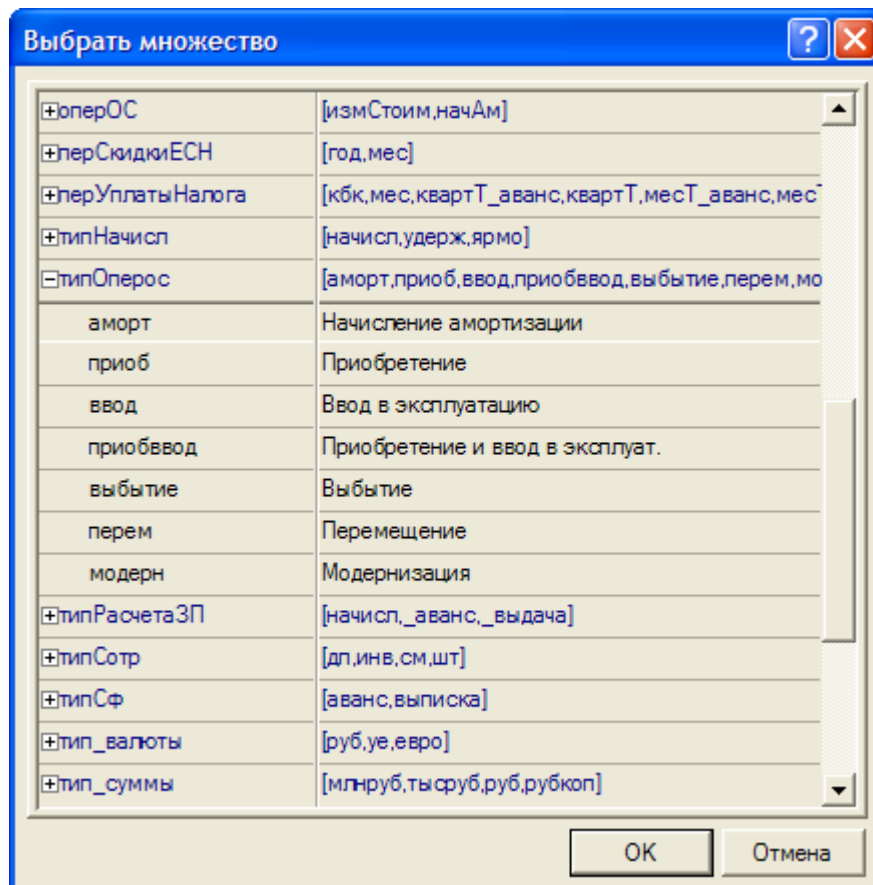 Выбрать множество
оперОС [измСтоим,начАм]
перСкидкиЕСН [год,мес]
перУплатыНалога [кбк,мес,квартТ_аванс,квартТ,месТ_аванс,мес
типНачисл [начисл,удерж,ярмо]
типОперос [аморт,приоб,ввод,приобввод,выбытие,перем,мо
аморт Начисление амортизации
приоб Приобретение
ввод Ввод в эксплуатацию
приобввод Приобретение и ввод в эксплуат.
выбытие Выбытие
перем Перемещение
модерн Модернизация
типРасчетаЗП [начисл,_аванс,_выдача]
типСотр [дп,инв,см,шт]
типСф [аванс,выписка]
тип_валюты [руб,уе,евро]
тип_суммы [млнруб,тысруб,руб,рубкоп]
OK Отмена